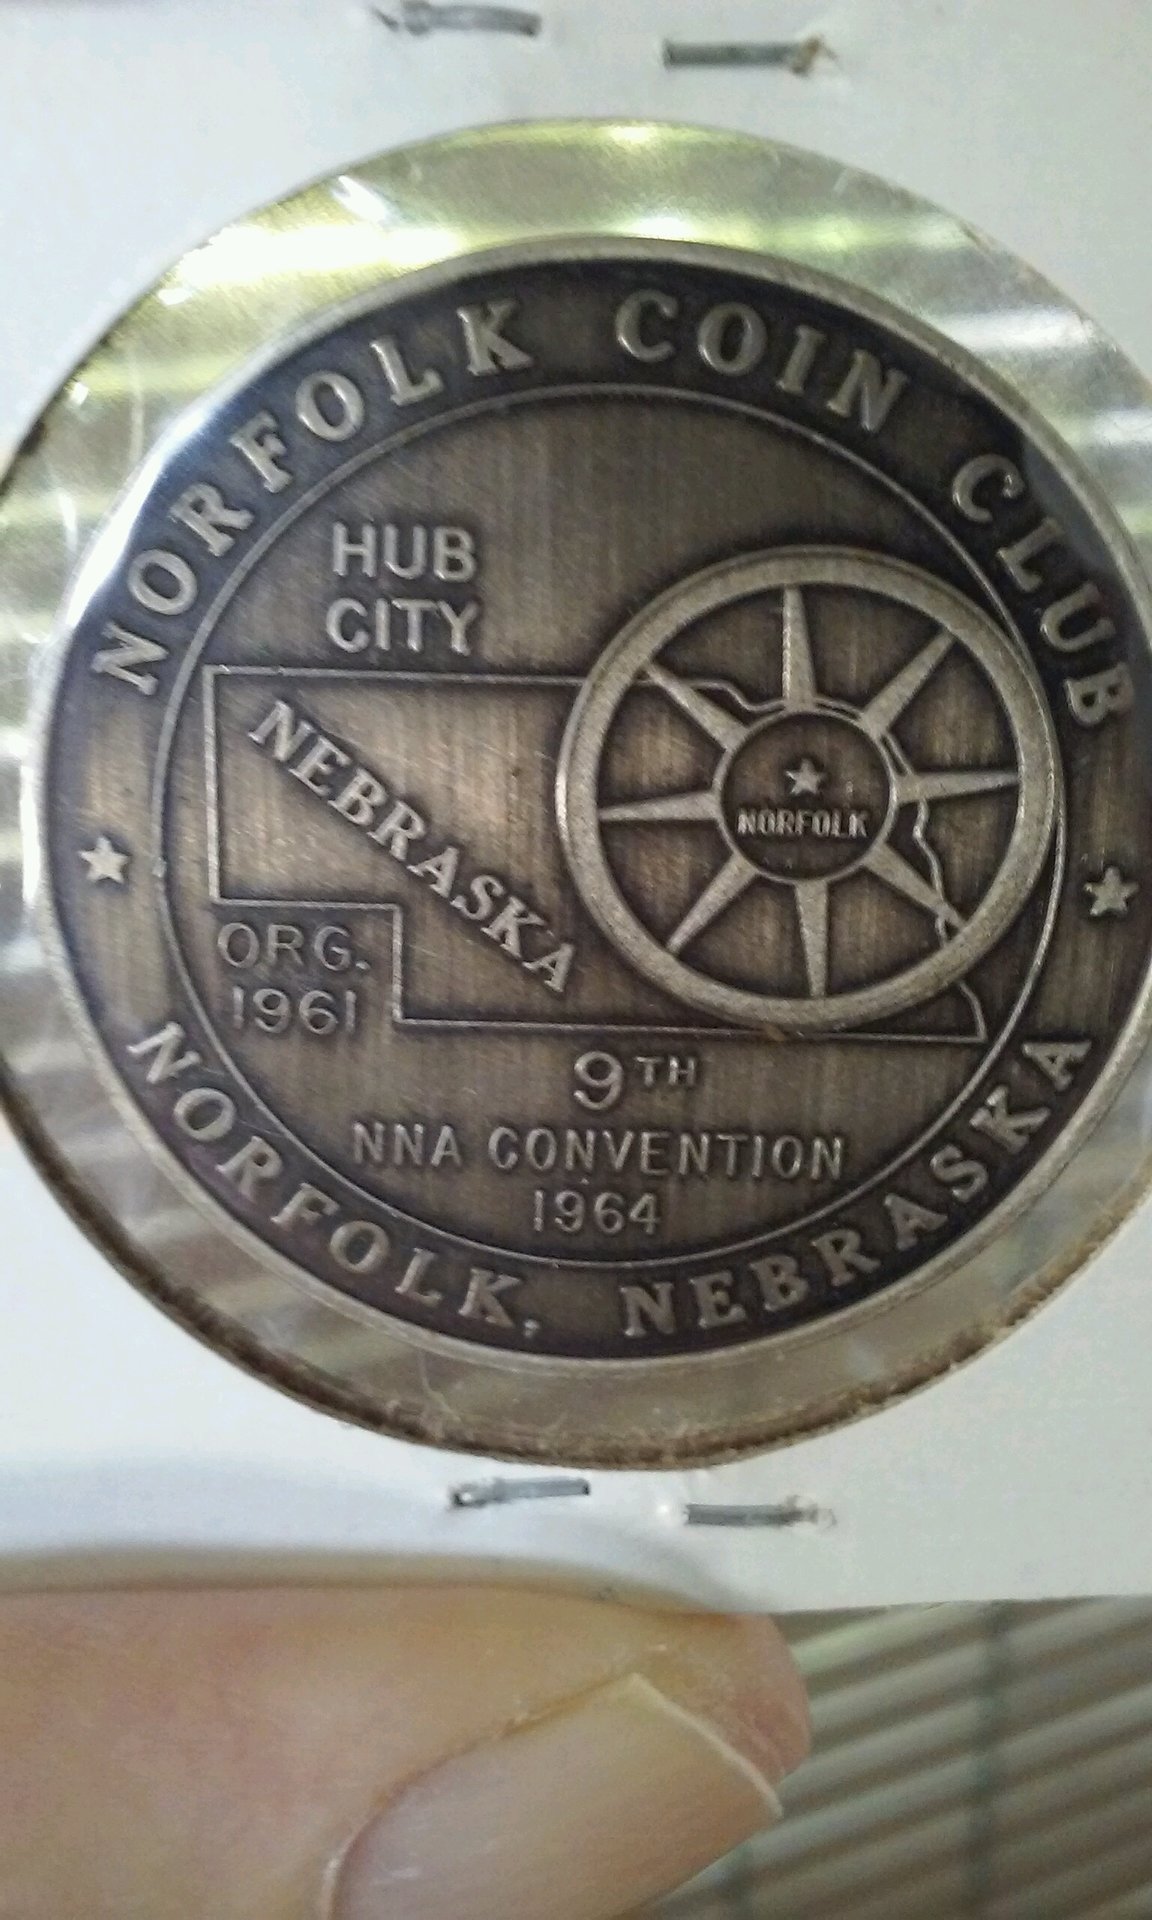 NORFOLK COIN CLUB
HUB
CITY
NEBRASKA
NORFOLK
ORG.
1961
9TH
NNA CONVENTION
1964
NORFOLK, NEBRASKA